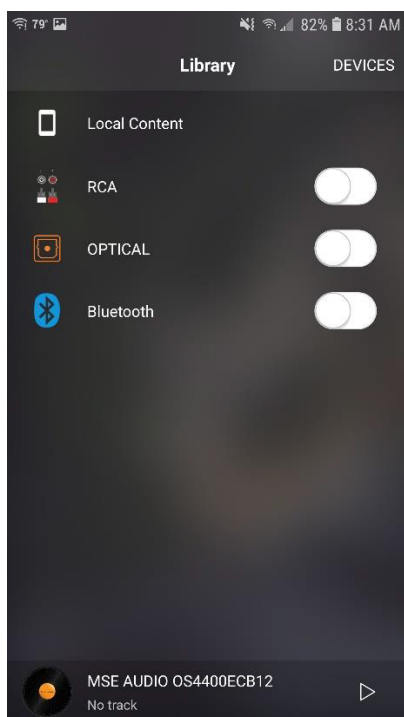 79° 82% 8:31 AM
Library DEVICES
Local Content
RCA
OPTICAL
Bluetooth
MSE AUDIO OS4400ECB12
No track